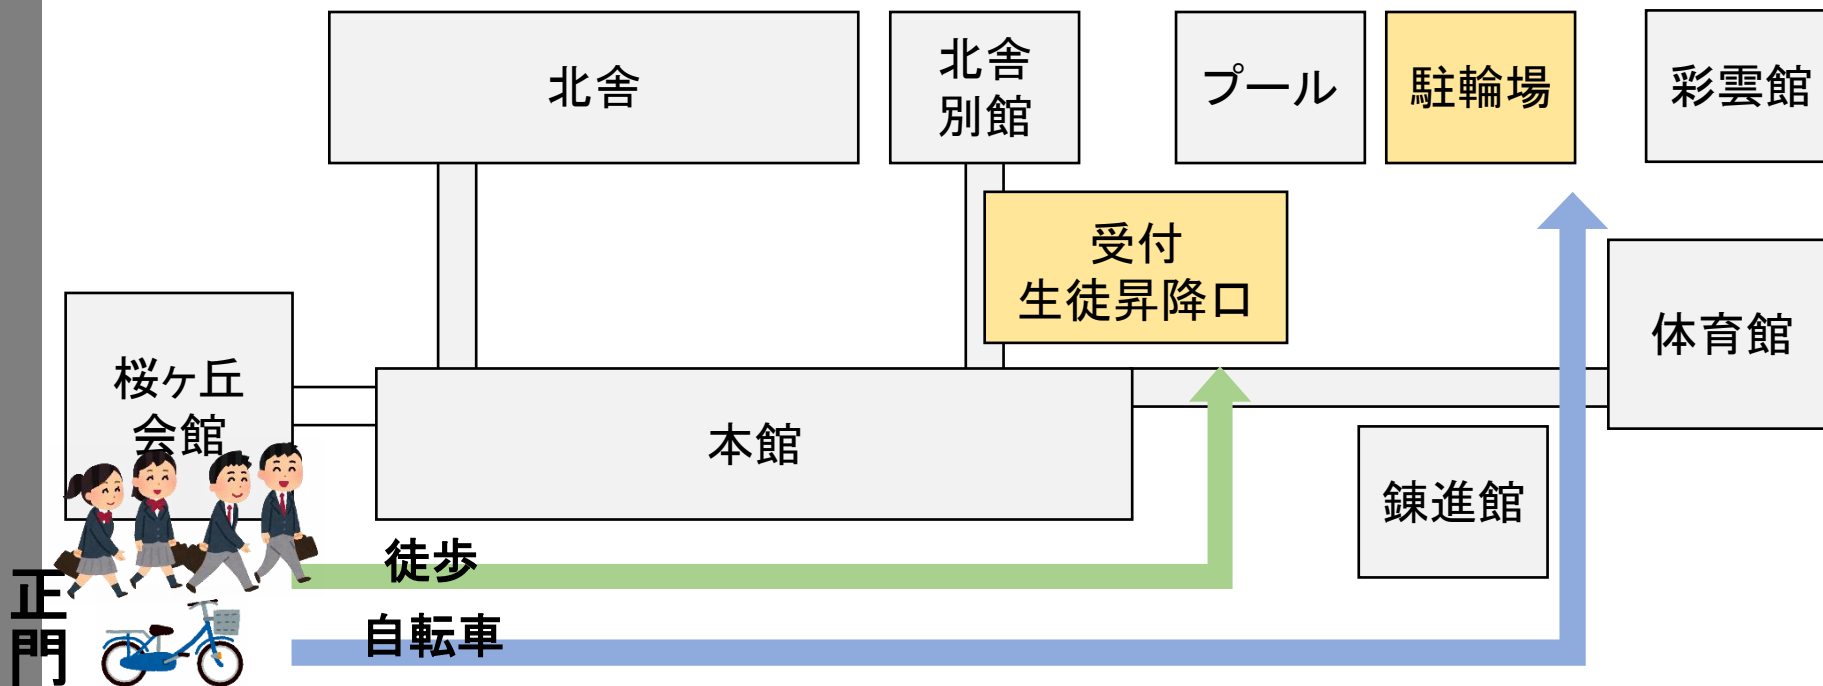 北舎
北舎
別館
プール
駐輪場
彩雲館
受付
生徒昇降口
体育館
桜ヶ丘
会館
本館
錬進館
徒歩
自転車
正門